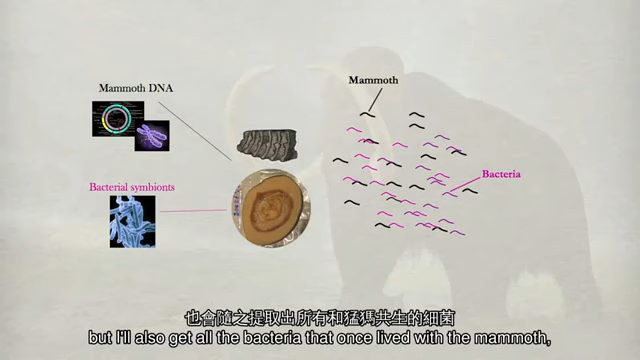 Mammoth DNA
Mammoth
Bacterial symbionts
Bacteria
也會隨之提取出所有和猛獁共生的細菌
but I'll also get all the bacteria that once lived with the mammoth,